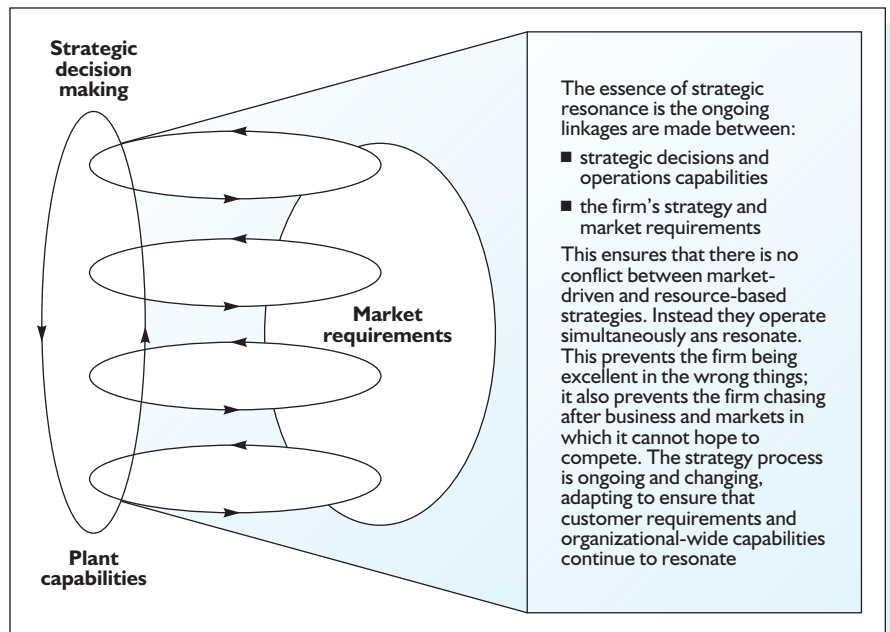 Strategic
decision
making
Market
requirements
Plant
capabilities
The essence of strategic
resonance is the ongoing
linkages are made between:
■ strategic decisions and
operations capabilities
■ the firm's strategy and
market requirements
This ensures that there is no
conflict between market-
driven and resource-based
strategies. Instead they operate
simultaneously ans resonate.
This prevents the firm being
excellent in the wrong things;
it also prevents the firm chasing
after business and markets in
which it cannot hope to
compete. The strategy process
is ongoing and changing,
adapting to ensure that
customer requirements and
organizational-wide capabilities
continue to resonate